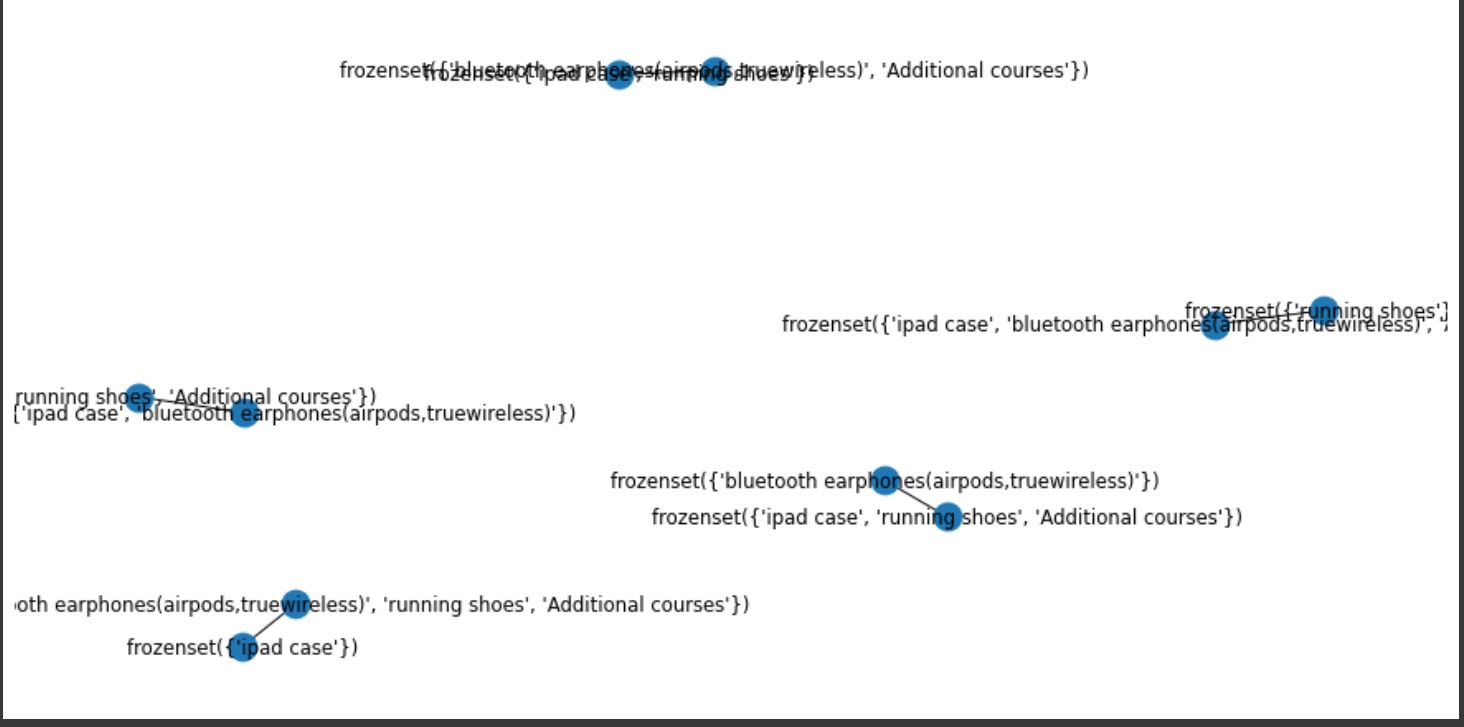 frozenset({'bluetooth earphones(airpods,truewireless)', 'Additional courses'})
frozenset({'ipad case', 'running shoes'})
frozenset({'running shoes'}
frozenset({'ipad case', 'bluetooth earphones(airpods,truewireless)',
running shoes', 'Additional courses'})
{'ipad case', 'bluetooth earphones(airpods,truewireless)'})
frozenset({'bluetooth earphones(airpods,truewireless)'})
frozenset({'ipad case', 'running shoes', 'Additional courses'})
oth earphones(airpods,truewireless)', 'running shoes', 'Additional courses'})
frozenset({'ipad case'})